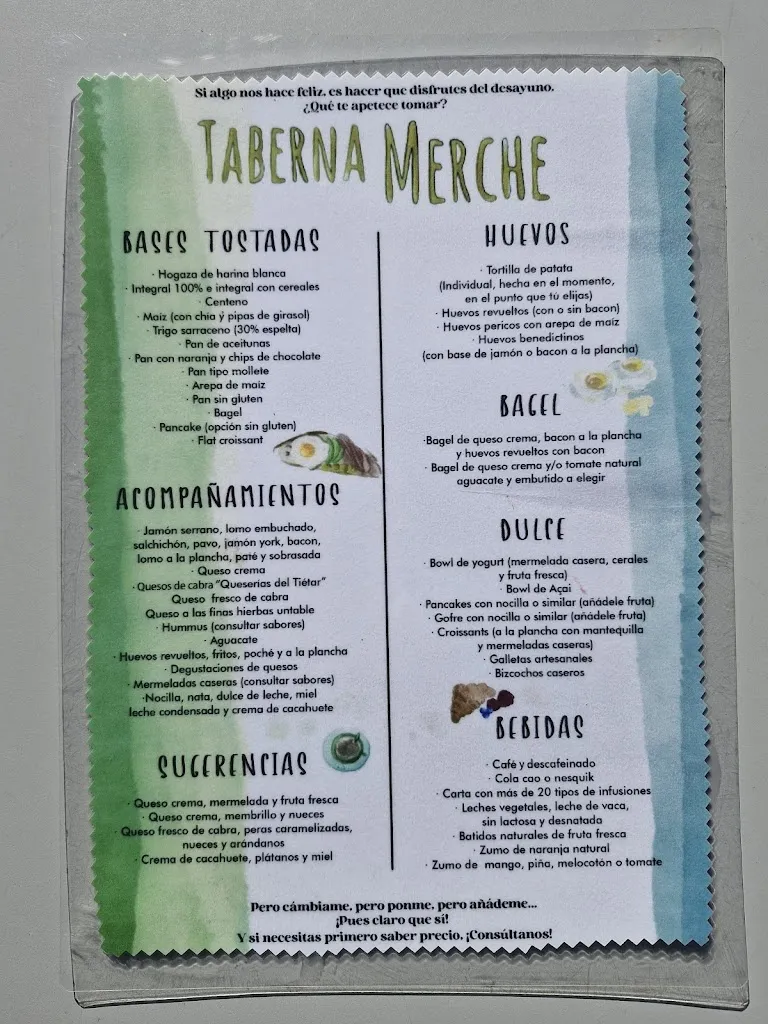 Si algo nos hace feliz, es hacer que disfrutes del desayuno.
¿Qué te apetece tomar?
TABERNA MERCHE
BASES TOSTADAS
· Hogaza de harina blanca
· Integral 100% e integral con cereales
· Centeno
· Maíz (con chía y pipas de girasol)
· Trigo sarraceno (30% espelta)
· Pan de aceitunas
· Pan con naranja y chips de chocolate
· Pan tipo mollete
· Arepa de maíz
· Pan sin gluten
· Bagel
· Pancake (opción sin gluten)
· Flat croissant
ACOMPAÑAMIENTOS
· Jamón serrano, lomo embuchado,
salchichón, pavo, jamón york, bacon,
lomo a la plancha, paté y sobrasada
· Queso crema
· Quesos de cabra "Queserías del Tiétar"
Queso fresco de cabra
Queso a las finas hierbas untable
· Hummus (consultar sabores)
· Aguacate
· Huevos revueltos, fritos, poché y a la plancha
· Degustaciones de quesos
· Mermeladas caseras (consultar sabores)
· Nocilla, nata, dulce de leche, miel
leche condensada y crema de cacahuete
SUGERENCIAS
· Queso crema, mermelada y fruta fresca
· Queso crema, membrillo y nueces
· Queso fresco de cabra, peras caramelizadas,
nueces y arándanos
· Crema de cacahuete, plátanos y miel
HUEVOS
· Tortilla de patata
(Individual, hecha en el momento,
en el punto que tú elijas)
· Huevos revueltos (con o sin bacon)
· Huevos pericos con arepa de maíz
· Huevos benedictinos
(con base de jamón o bacon a la plancha)
BAGEL
· Bagel de queso crema, bacon a la plancha
y huevos revueltos con bacon
· Bagel de queso crema y/o tomate natural
aguacate y embutido a elegir
DULCE
· Bowl de yogurt (mermelada casera, cerales
y fruta fresca)
· Bowl de Açai
· Pancakes con nocilla o similar (añádele fruta)
· Gofre con nocilla o similar (añádele fruta)
· Croissants (a la plancha con mantequilla
y mermeladas caseras)
· Galletas artesanales
· Bizcochos caseros
BEBIDAS
· Café y descafeinado
· Cola cao o nesquik
· Carta con más de 20 tipos de infusiones
· Leches vegetales, leche de vaca,
sin lactosa y desnatada
· Batidos naturales de fruta fresca
· Zumo de naranja natural
· Zumo de mango, piña, melocotón o tomate
Pero cámbiame, pero ponme, pero añádeme...
¡Pues claro que sí!
Y si necesitas primero saber precio, ¡Consúltanos!